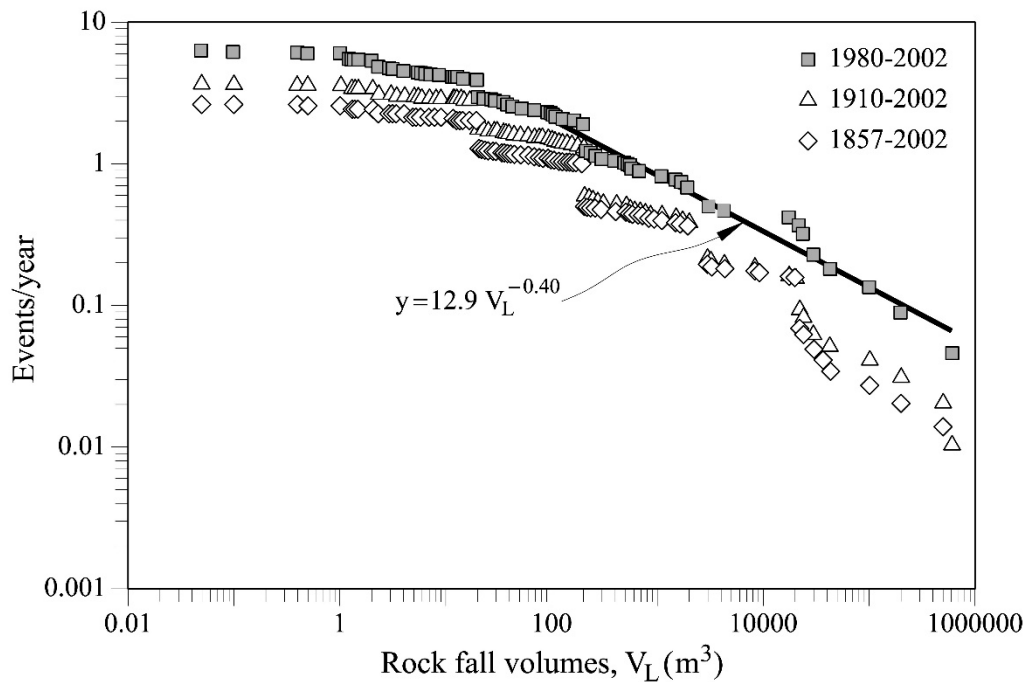 10
1
0.1
0.01
0.001
Events/year
1980-2002
1910-2002
1857-2002
y=12.9 V_L^−0.40
0.01 1 100 10000 1000000
Rock fall volumes, V_L (m³)